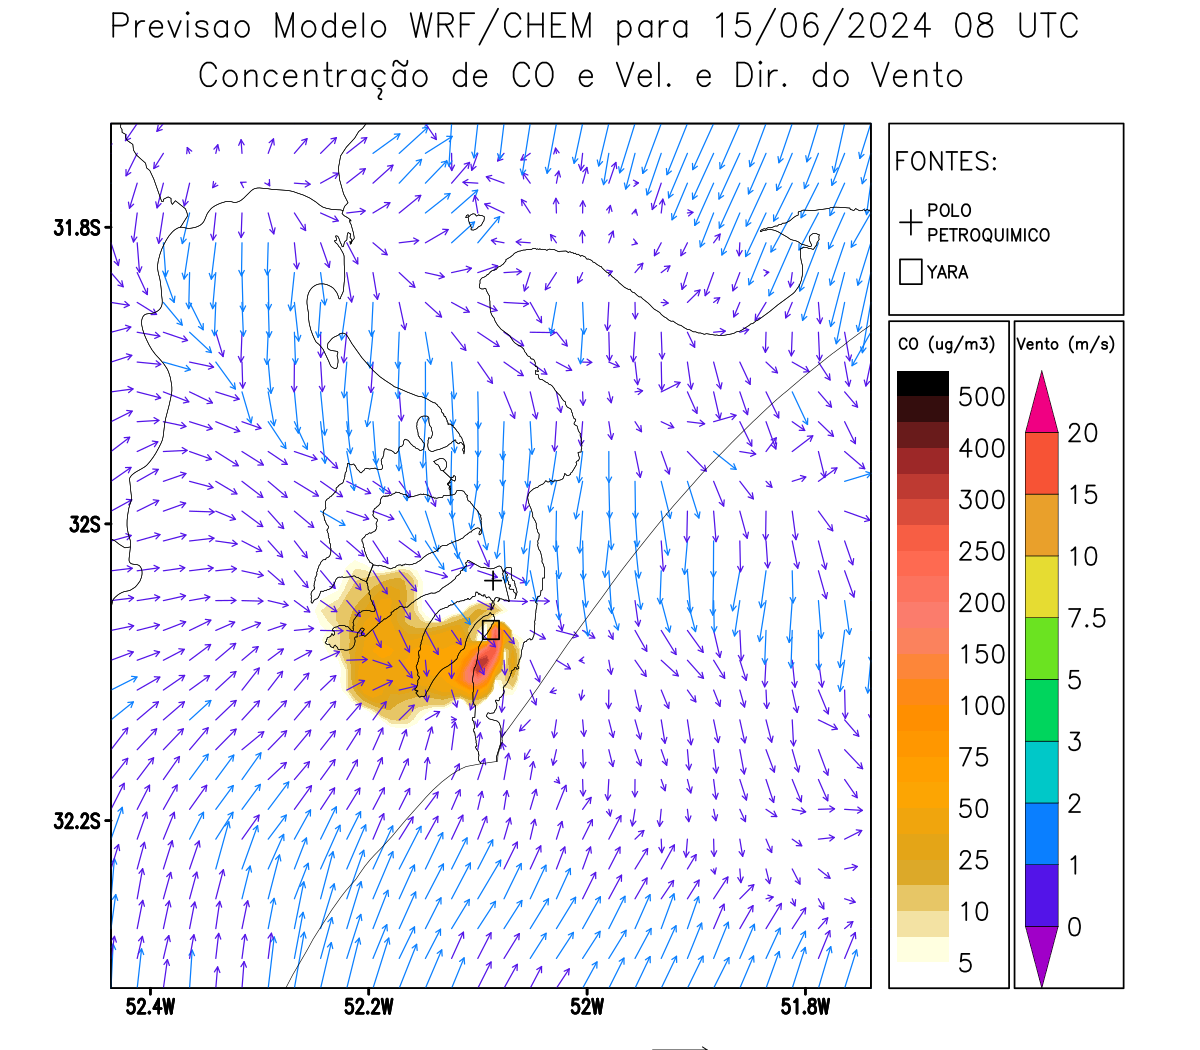 Previsao Modelo WRF/CHEM para 15/06/2024 08 UTC
Concentração de CO e Vel. e Dir. do Vento
FONTES:
POLO
PETROQUIMICO
YARA
31.8S
32S
32.2S
52.4W
52.2W
52W
51.8W
CO (ug/m3)
500
400
300
250
200
150
100
75
50
25
10
5
Vento (m/s)
20
15
10
7.5
5
3
2
1
0